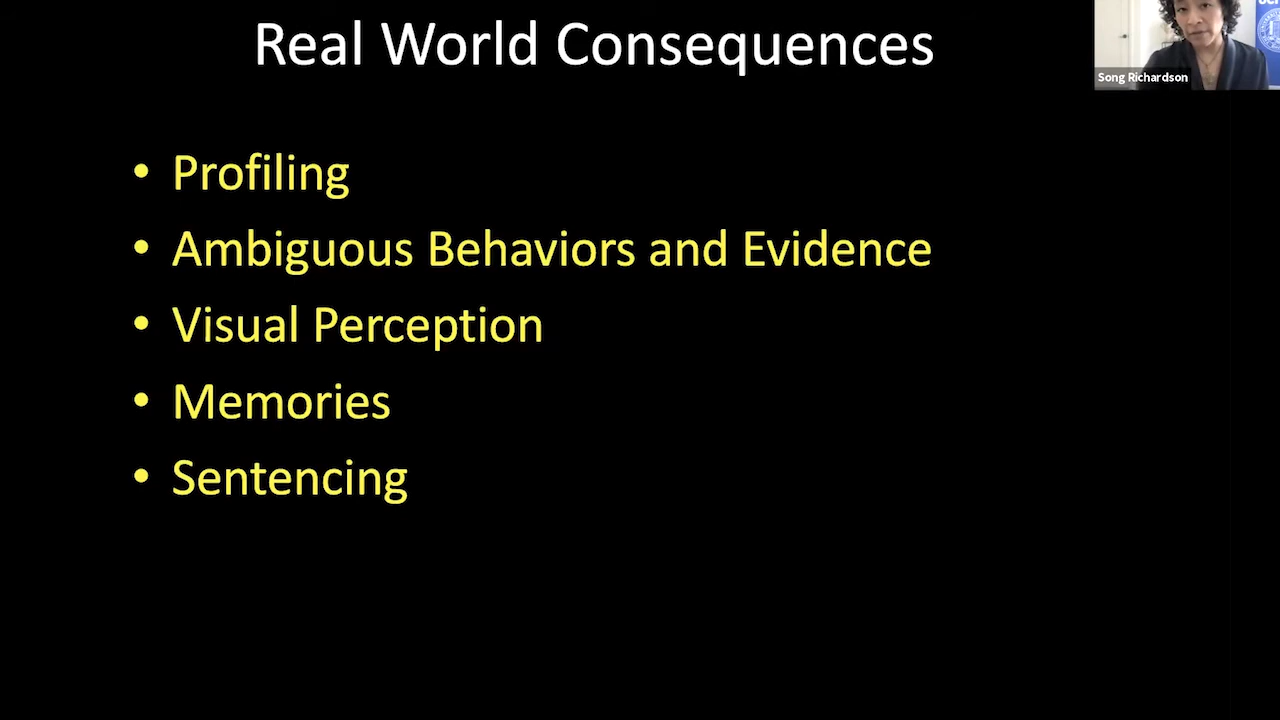 Real World Consequences
Song Richardson
• Profiling
• Ambiguous Behaviors and Evidence
• Visual Perception
• Memories
• Sentencing